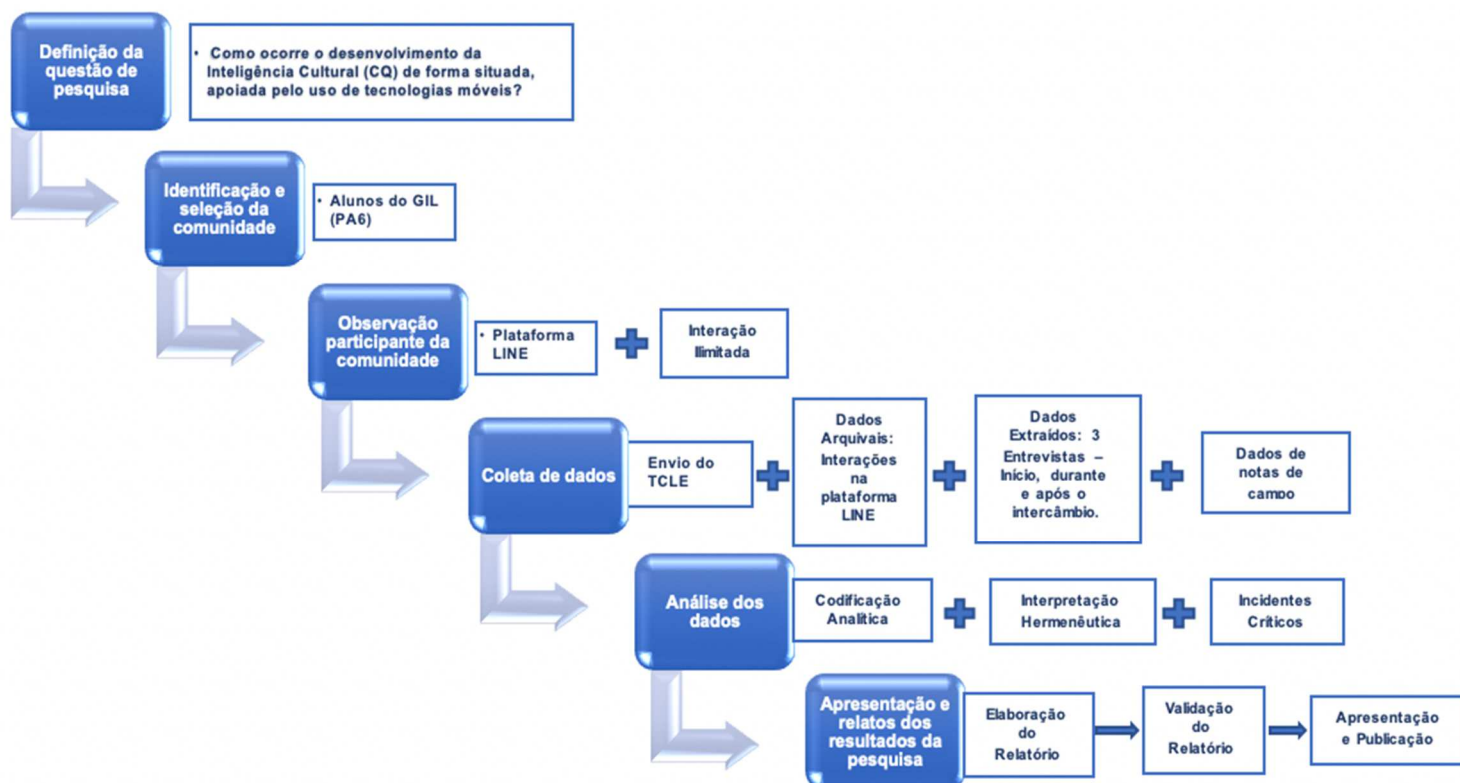 Definição da
questão de
pesquisa
• Como ocorre o desenvolvimento da
Inteligência Cultural (CQ) de forma situada,
apoiada pelo uso de tecnologias móveis?
Identificação e
seleção da
comunidade
• Alunos do GIL
(PA6)
Observação
participante da
comunidade
• Plataforma
LINE
Interação
Ilimitada
Coleta de dados
Envio do
TCLE
Dados
Arquivais:
Interações
na
plataforma
LINE
Dados
Extraídos: 3
Entrevistas –
Início, durante
e após o
intercâmbio.
Dados de
notas de
campo
Análise dos
dados
Codificação
Analítica
Interpretação
Hermenêutica
Incidentes
Críticos
Apresentação e
relatos dos
resultados da
pesquisa
Elaboração
do
Relatório
Validação
do
Relatório
Apresentação
e Publicação